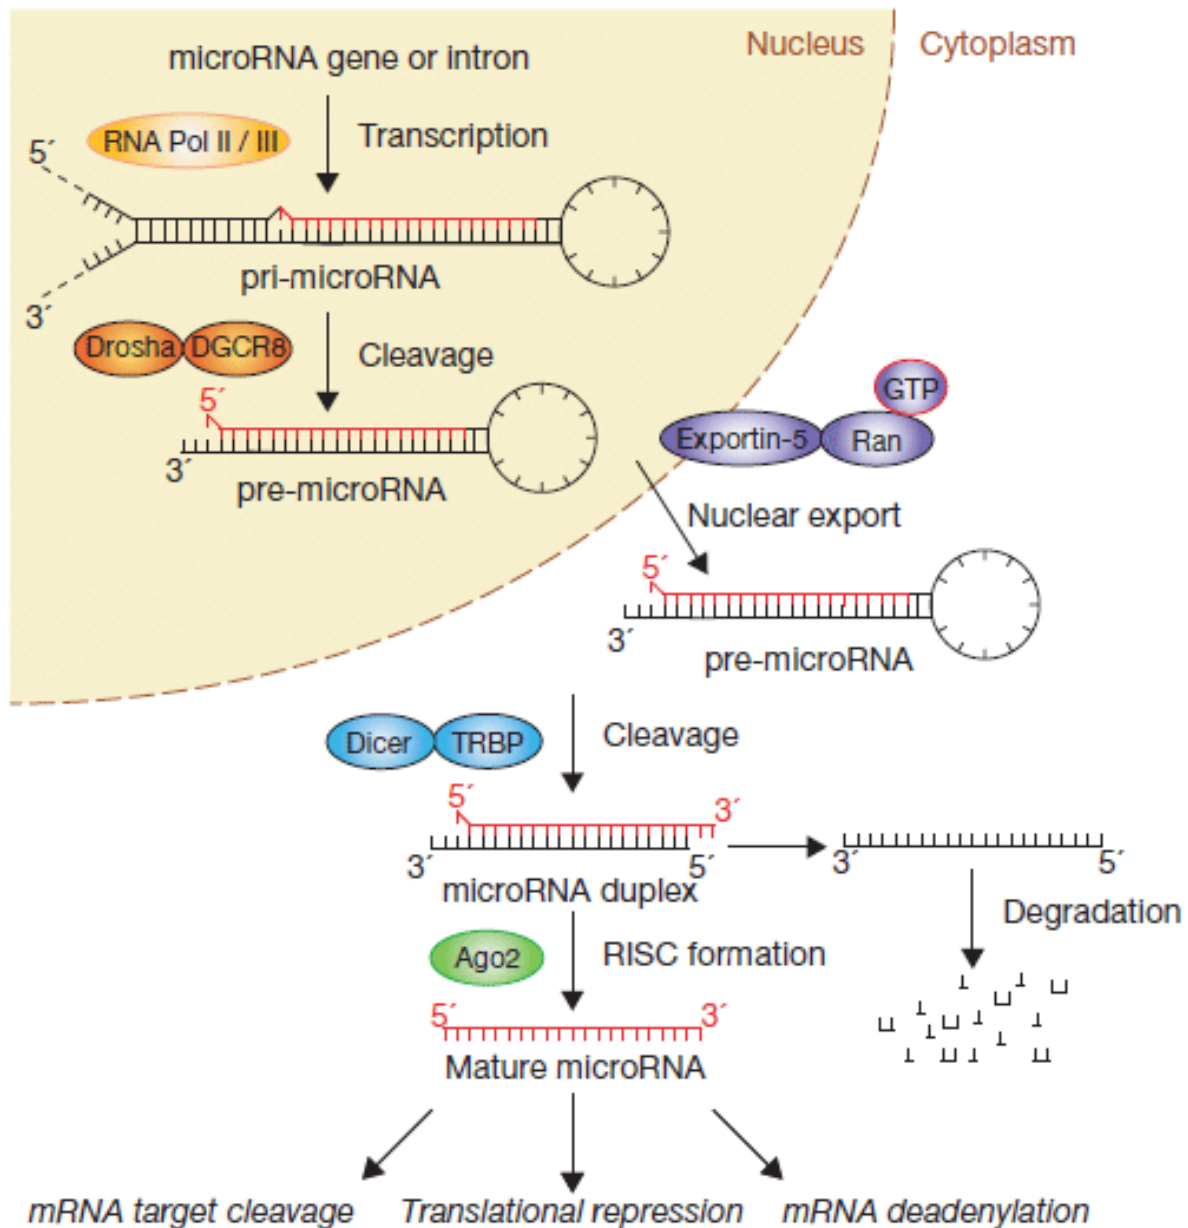 microRNA gene or intron
Nucleus
Cytoplasm
RNA Pol II / III
Transcription
5´
3´
pri-microRNA
Drosha
DGCR8
Cleavage
5´
3´
pre-microRNA
GTP
Exportin-5
Ran
Nuclear export
5´
3´
pre-microRNA
Dicer
TRBP
Cleavage
5´
3´
3´
5´
microRNA duplex
3´
5´
Degradation
Ago2
RISC formation
5´
3´
Mature microRNA
mRNA target cleavage
Translational repression
mRNA deadenylation